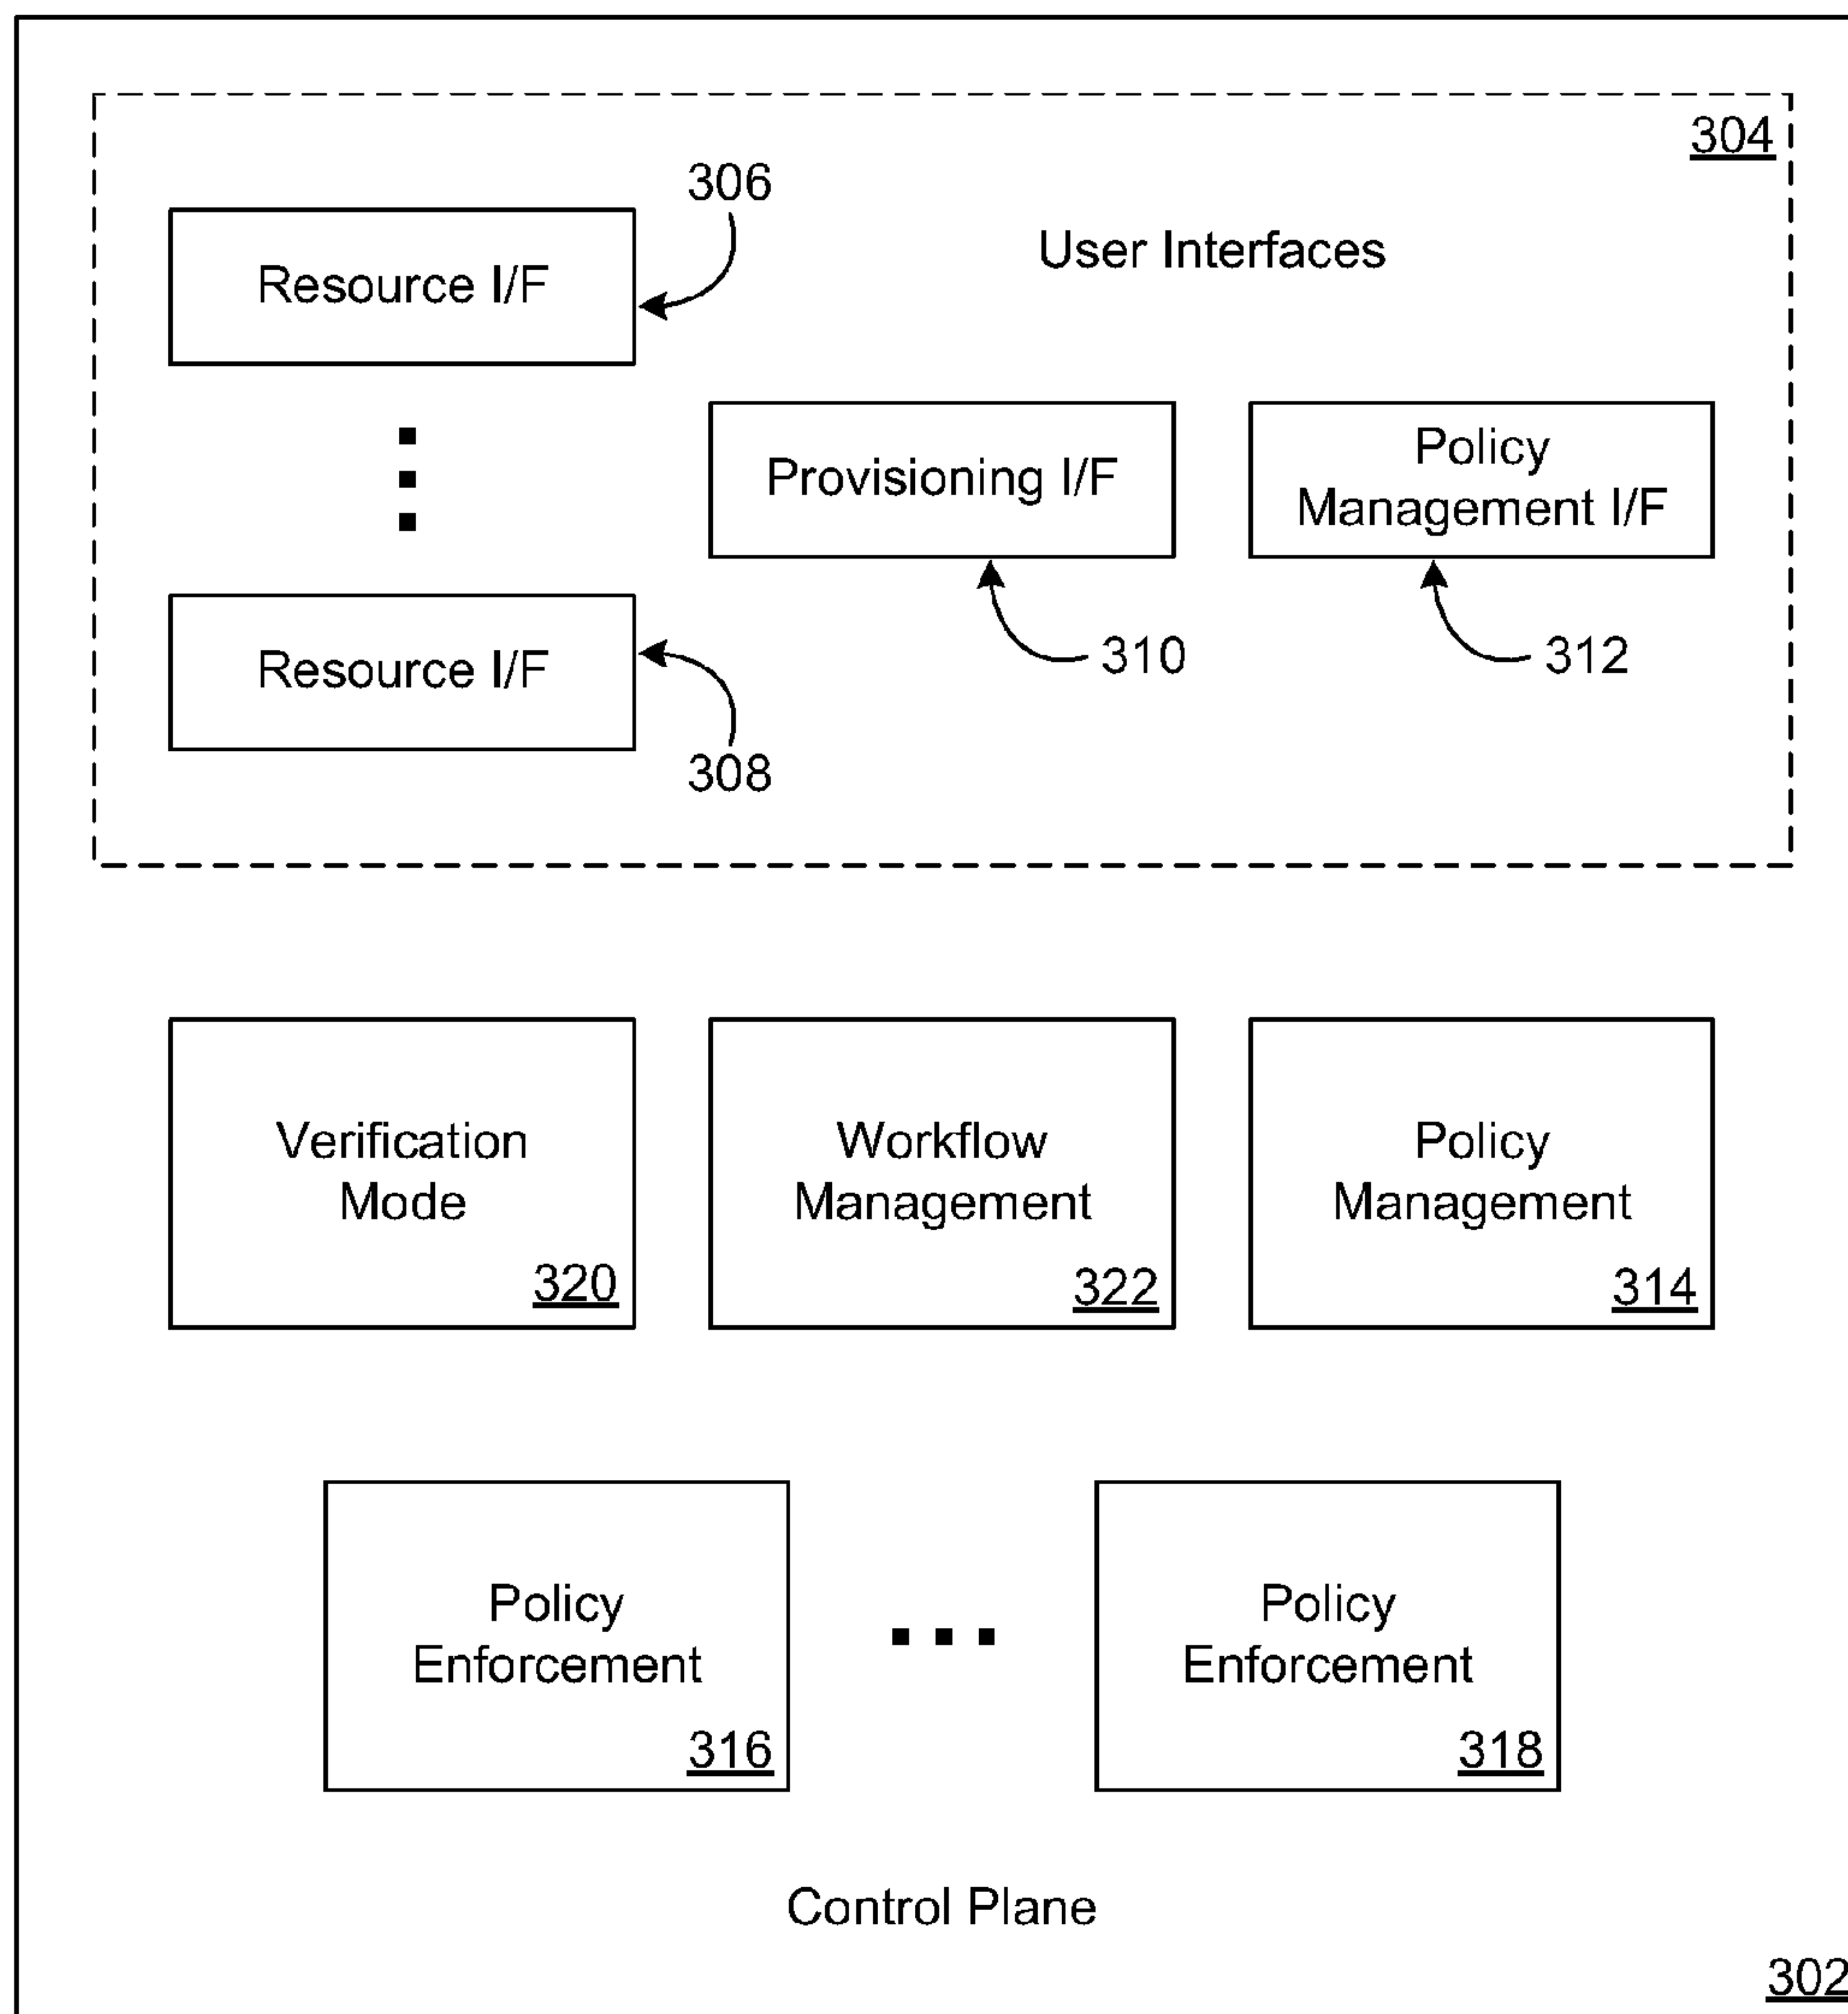 304
306
Resource I/F
User Interfaces
Provisioning I/F
Policy
Management I/F
Resource I/F
310
312
308
Verification
Mode
320
Workflow
Management
322
Policy
Management
314
Policy
Enforcement
316
Policy
Enforcement
318
Control Plane
302